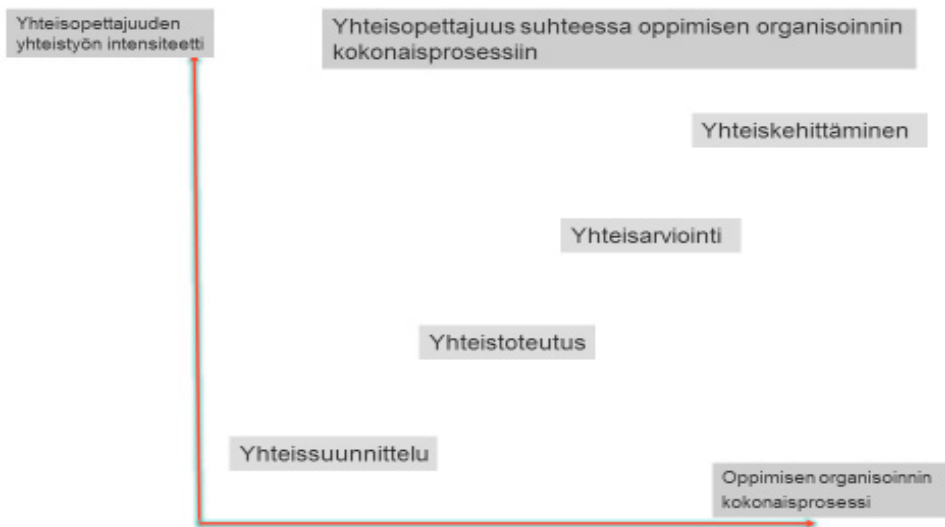 Yhteisopettajuuden
yhteistyön intensiteetti
Yhteisopettajuus suhteessa oppimisen organisoinnin
kokonaisprosessiin
Yhteiskehittäminen
Yhteisarviointi
Yhteistoteutus
Yhteissuunnittelu
Oppimisen organisoinnin
kokonaisprosessi